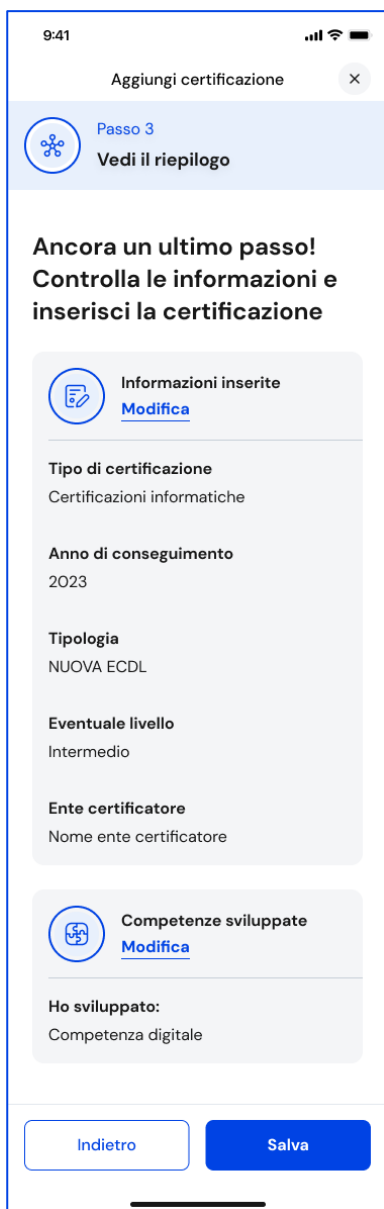 9:41
Aggiungi certificazione
Passo 3
Vedi il riepilogo
Ancora un ultimo passo!
Controlla le informazioni e
inserisci la certificazione
Informazioni inserite
Modifica
Tipo di certificazione
Certificazioni informatiche
Anno di conseguimento
2023
Tipologia
NUOVA ECDL
Eventuale livello
Intermedio
Ente certificatore
Nome ente certificatore
Competenze sviluppate
Modifica
Ho sviluppato:
Competenza digitale
Indietro
Salva